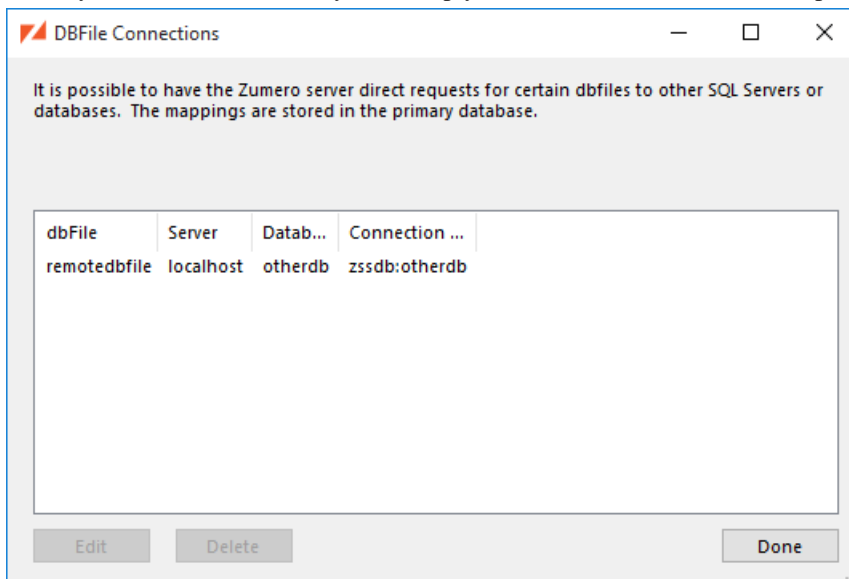 DBFile Connections
It is possible to have the Zumero server direct requests for certain dbfiles to other SQL Servers or
databases. The mappings are stored in the primary database.
dbFile Server Datab... Connection ...
remotedbfile localhost otherdb zssdb:otherdb
Edit Delete Done